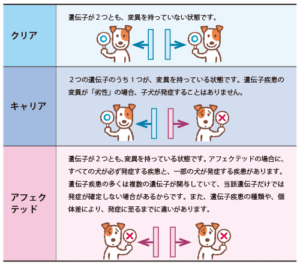 クリア
遺伝子が2つとも、変異を持っていない状態です。
キャリア
2つの遺伝子のうち1つが、変異を持っている状態です。遺伝子疾患の
変異が「劣性」の場合、子犬が発症することはありません。
アフェク
テッド
遺伝子が2つとも、変異を持っている状態です。アフェクテッドの場合に、
すべての犬が必ず発症する疾患と、一部の犬が発症する疾患があります。
遺伝子疾患の多くは複数の遺伝子が関与していて、当該遺伝子だけでは
発症が確定しない場合があるからです。また、遺伝子疾患の種類や、個
体差により、発症に至るまでに違いがあります。